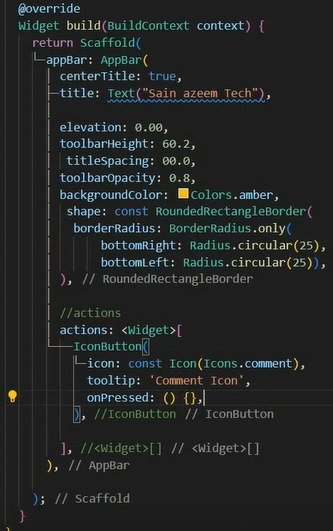 @override
Widget build(BuildContext context) {
return Scaffold(
appBar: AppBar(
centerTitle: true,
title: Text("Sain azeem Tech"),
elevation: 0.00,
toolbarHeight: 60.2,
titleSpacing: 00.0,
toolbarOpacity: 0.8,
backgroundColor: Colors.amber,
shape: const RoundedRectangleBorder(
borderRadius: BorderRadius.only(
bottomRight: Radius.circular(25),
bottomLeft: Radius.circular(25)),
), // RoundedRectangleBorder
//actions
actions: <Widget>[
IconButton(
icon: const Icon(Icons.comment),
tooltip: 'Comment Icon',
onPressed: () {},
), //IconButton // IconButton
], //<Widget>[] // <Widget>[]
), // AppBar
); // Scaffold
}